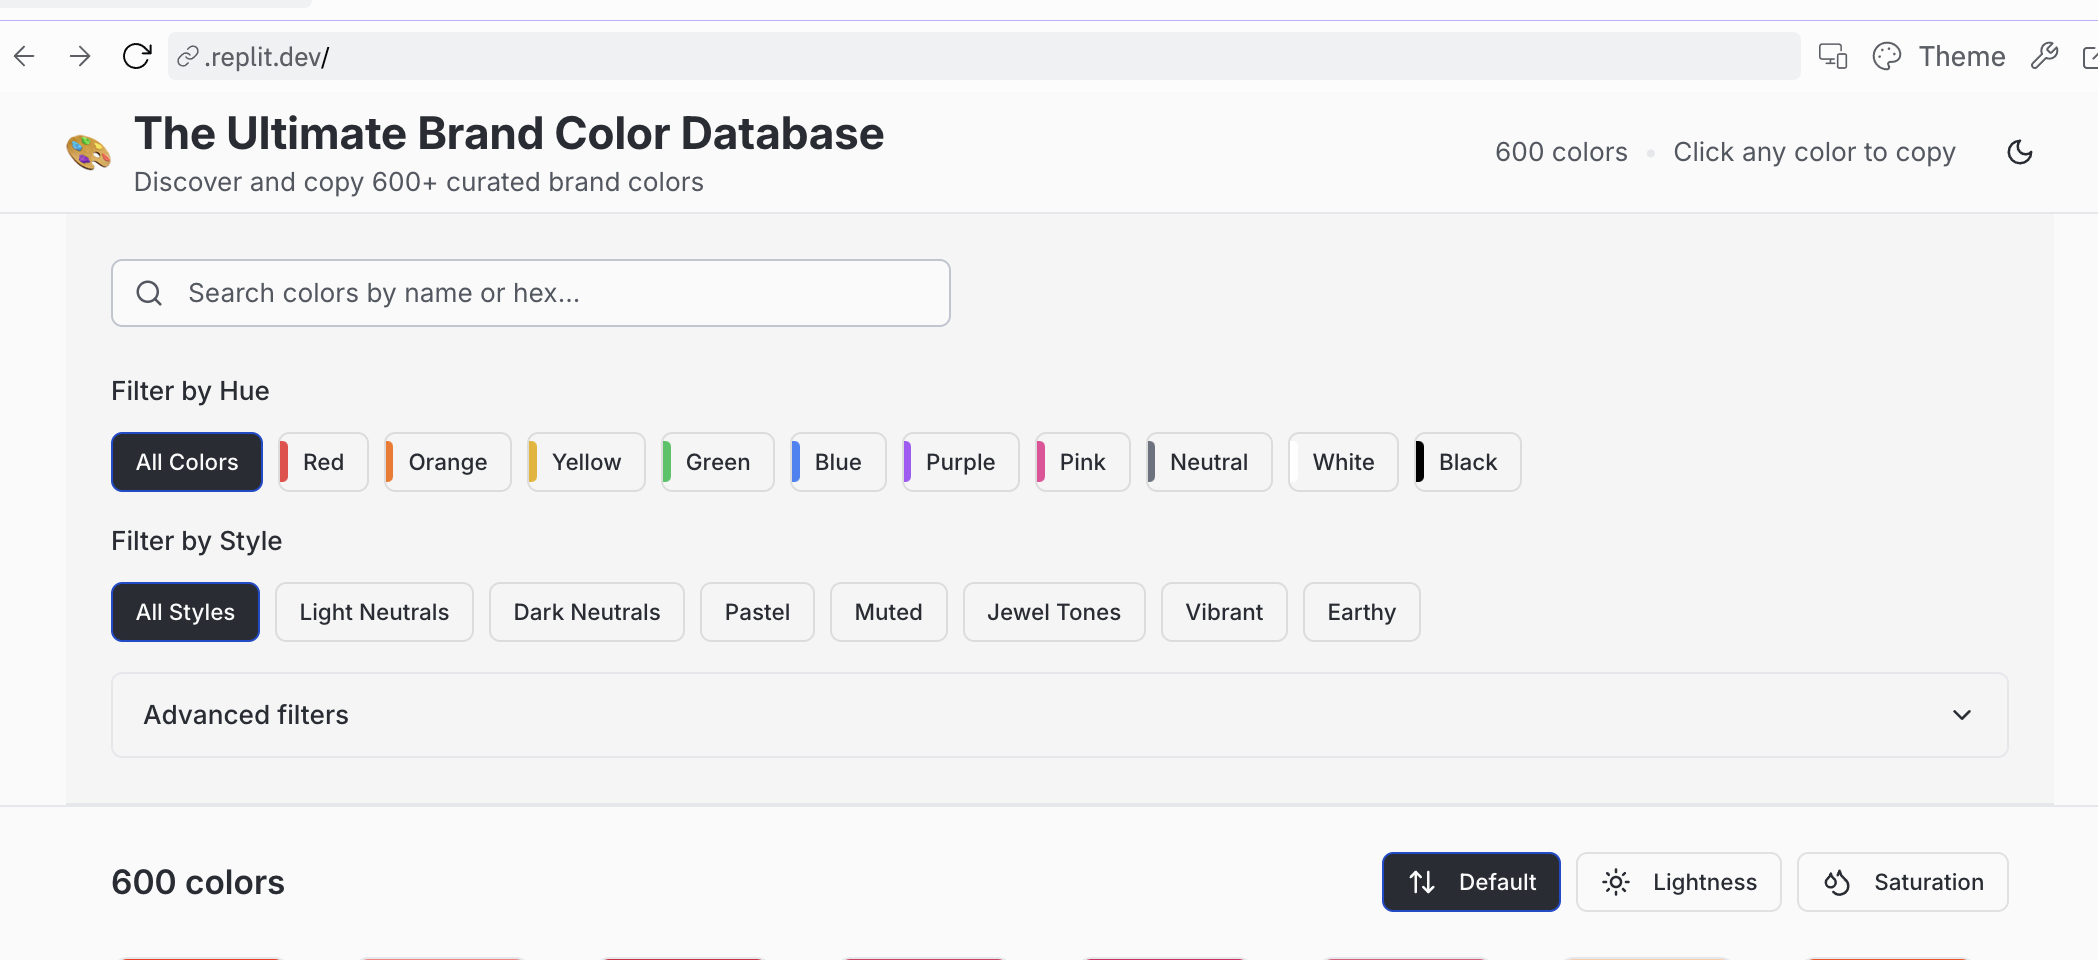 .replit.dev/
Theme
The Ultimate Brand Color Database
Discover and copy 600+ curated brand colors
600 colors • Click any color to copy
Search colors by name or hex...
Filter by Hue
All Colors Red Orange Yellow Green Blue Purple Pink Neutral White Black
Filter by Style
All Styles Light Neutrals Dark Neutrals Pastel Muted Jewel Tones Vibrant Earthy
Advanced filters
600 colors
Default Lightness Saturation